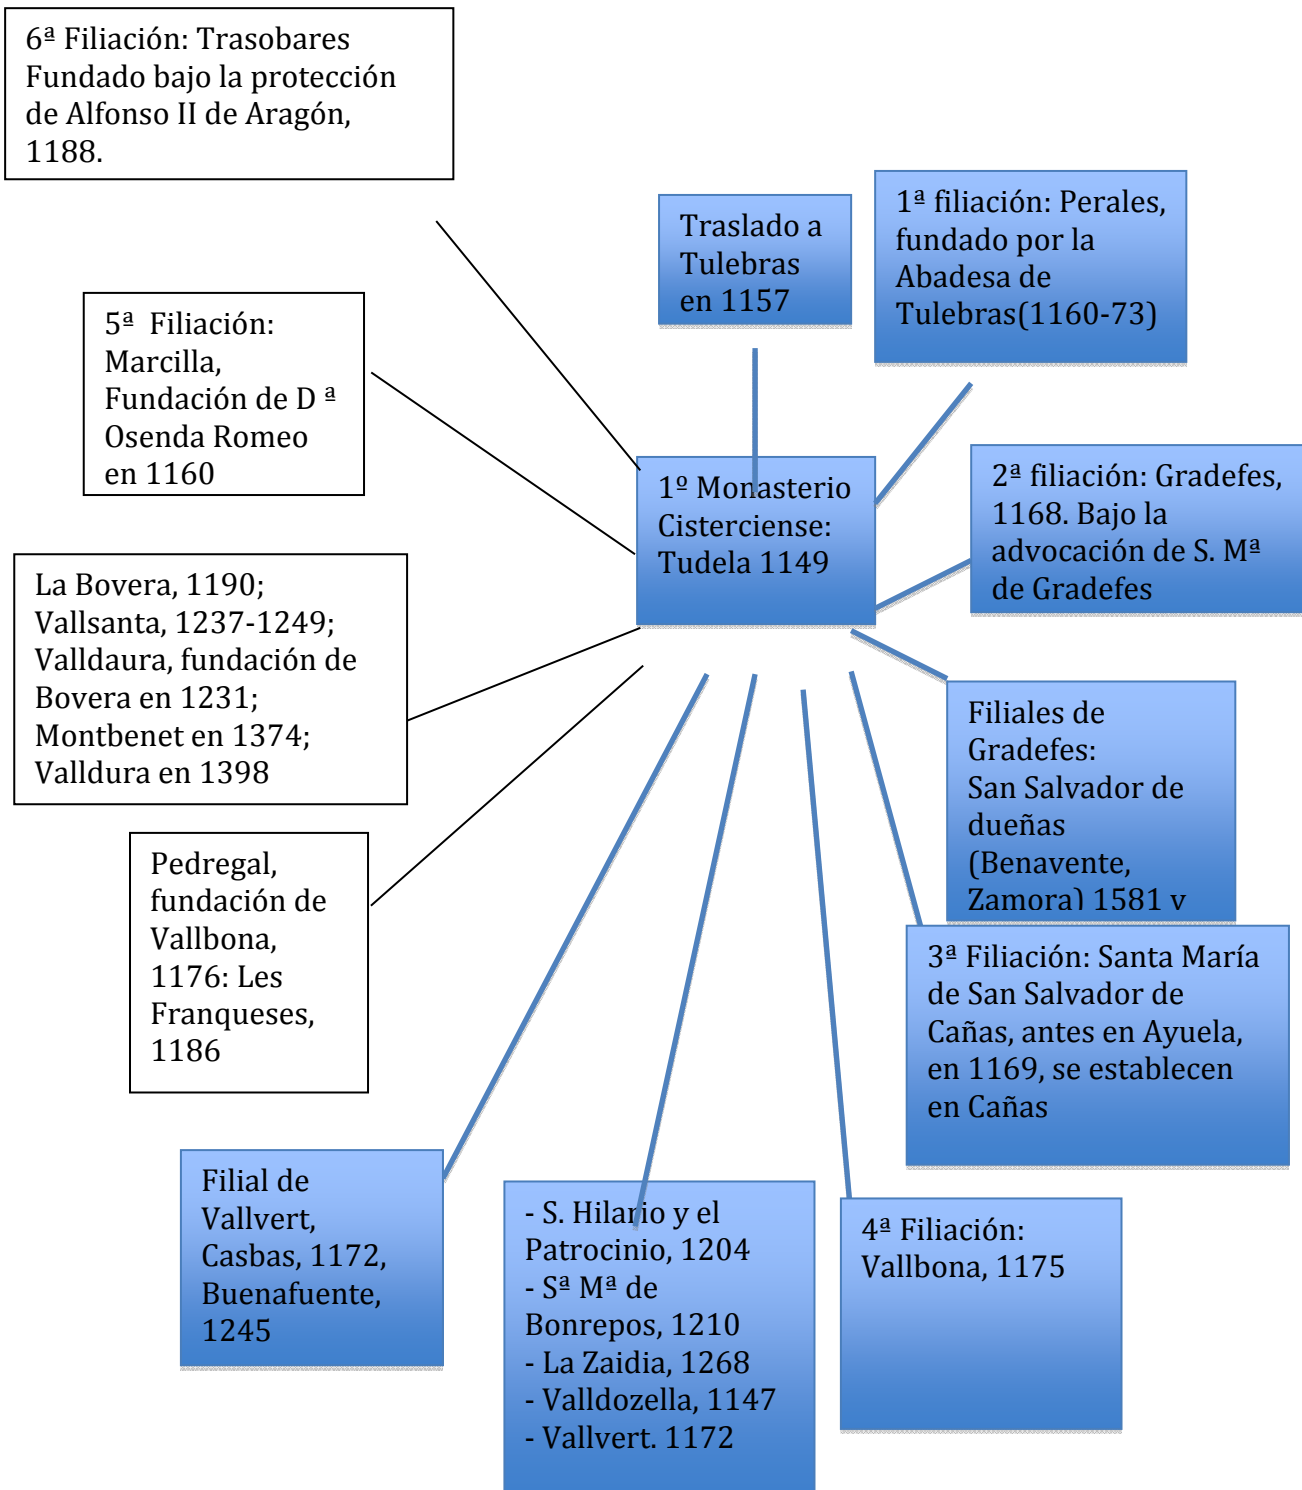 6ª Filiación: Trasobares
Fundado bajo la protección
de Alfonso II de Aragón,
1188.
Traslado a
Tulebras
en 1157
1ª filiación: Perales,
fundado por la
Abadesa de
Tulebras(1160-73)
5ª Filiación:
Marcilla,
Fundación de D ª
Osenda Romeo
en 1160
1º Monasterio
Cisterciense:
Tudela 1149
2ª filiación: Gradefes,
1168. Bajo la
advocación de S. Mª
de Gradefes
La Bovera, 1190;
Vallsanta, 1237-1249;
Valldaura, fundación de
Bovera en 1231;
Montbenet en 1374;
Valldura en 1398
Filiales de
Gradefes:
San Salvador de
dueñas
(Benavente,
Zamora) 1581 y
Pedregal,
fundación de
Vallbona,
1176: Les
Franqueses,
1186
3ª Filiación: Santa María
de San Salvador de
Cañas, antes en Ayuela,
en 1169, se establecen
en Cañas
Filial de
Vallvert,
Casbas, 1172,
Buenafuente,
1245
- S. Hilario y el
Patrocinio, 1204
- Sª Mª de
Bonrepos, 1210
- La Zaidia, 1268
- Valldozella, 1147
- Vallvert. 1172
4ª Filiación:
Vallbona, 1175